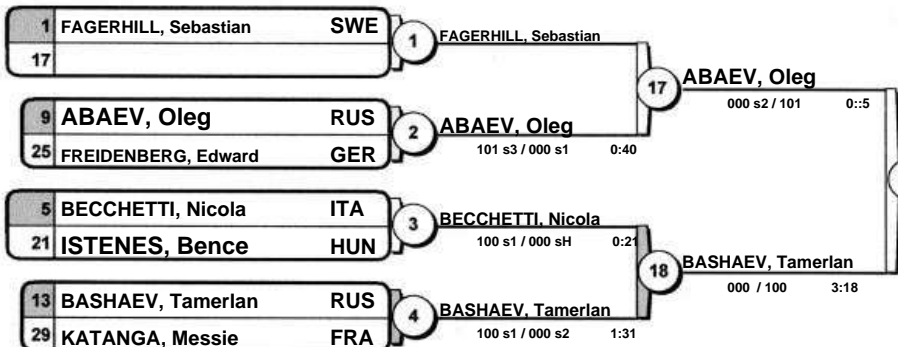 1 FAGERHILL, Sebastian SWE
17
1
FAGERHILL, Sebastian
9 ABAEV, Oleg RUS
25 FREIDENBERG, Edward GER
2
ABAEV, Oleg
101 s3 / 000 s1 0:40
17
ABAEV, Oleg
000 s2 / 101 0::5
5 BECCHETTI, Nicola ITA
21 ISTENES, Bence HUN
3
BECCHETTI, Nicola
100 s1 / 000 sH 0:21
13 BASHAEV, Tamerlan RUS
29 KATANGA, Messie FRA
4
BASHAEV, Tamerlan
100 s1 / 000 s2 1:31
18
BASHAEV, Tamerlan
000 / 100 3:18